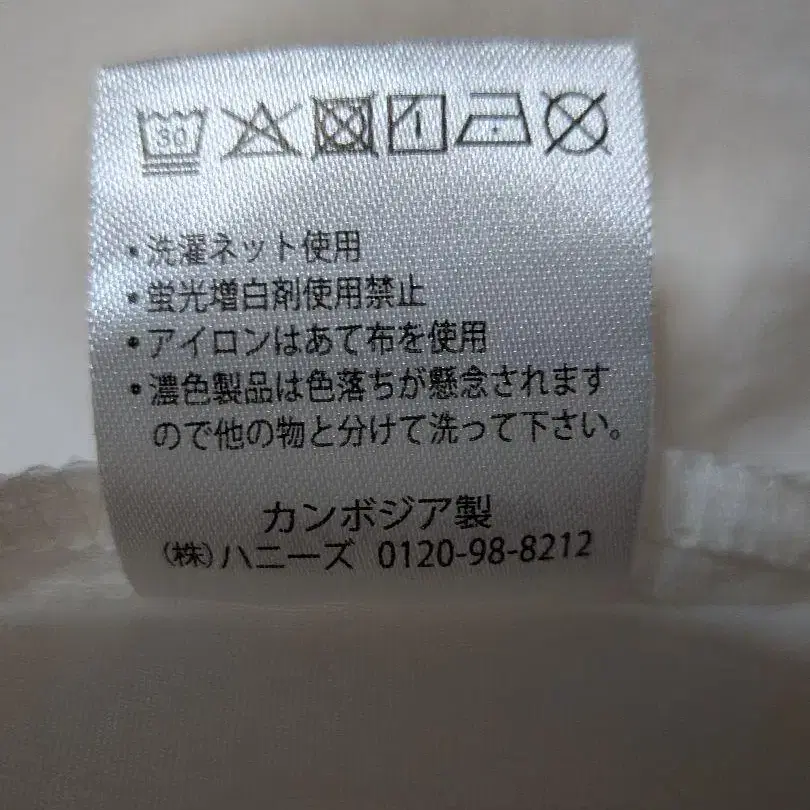 30
・洗濯ネット使用
・蛍光増白剤使用禁止
・アイロンはあて布を使用
・濃色製品は色落ちが懸念されます
ので他の物と分けて洗って下さい。
カンボジア製
(株)ハニーズ 0120-98-8212